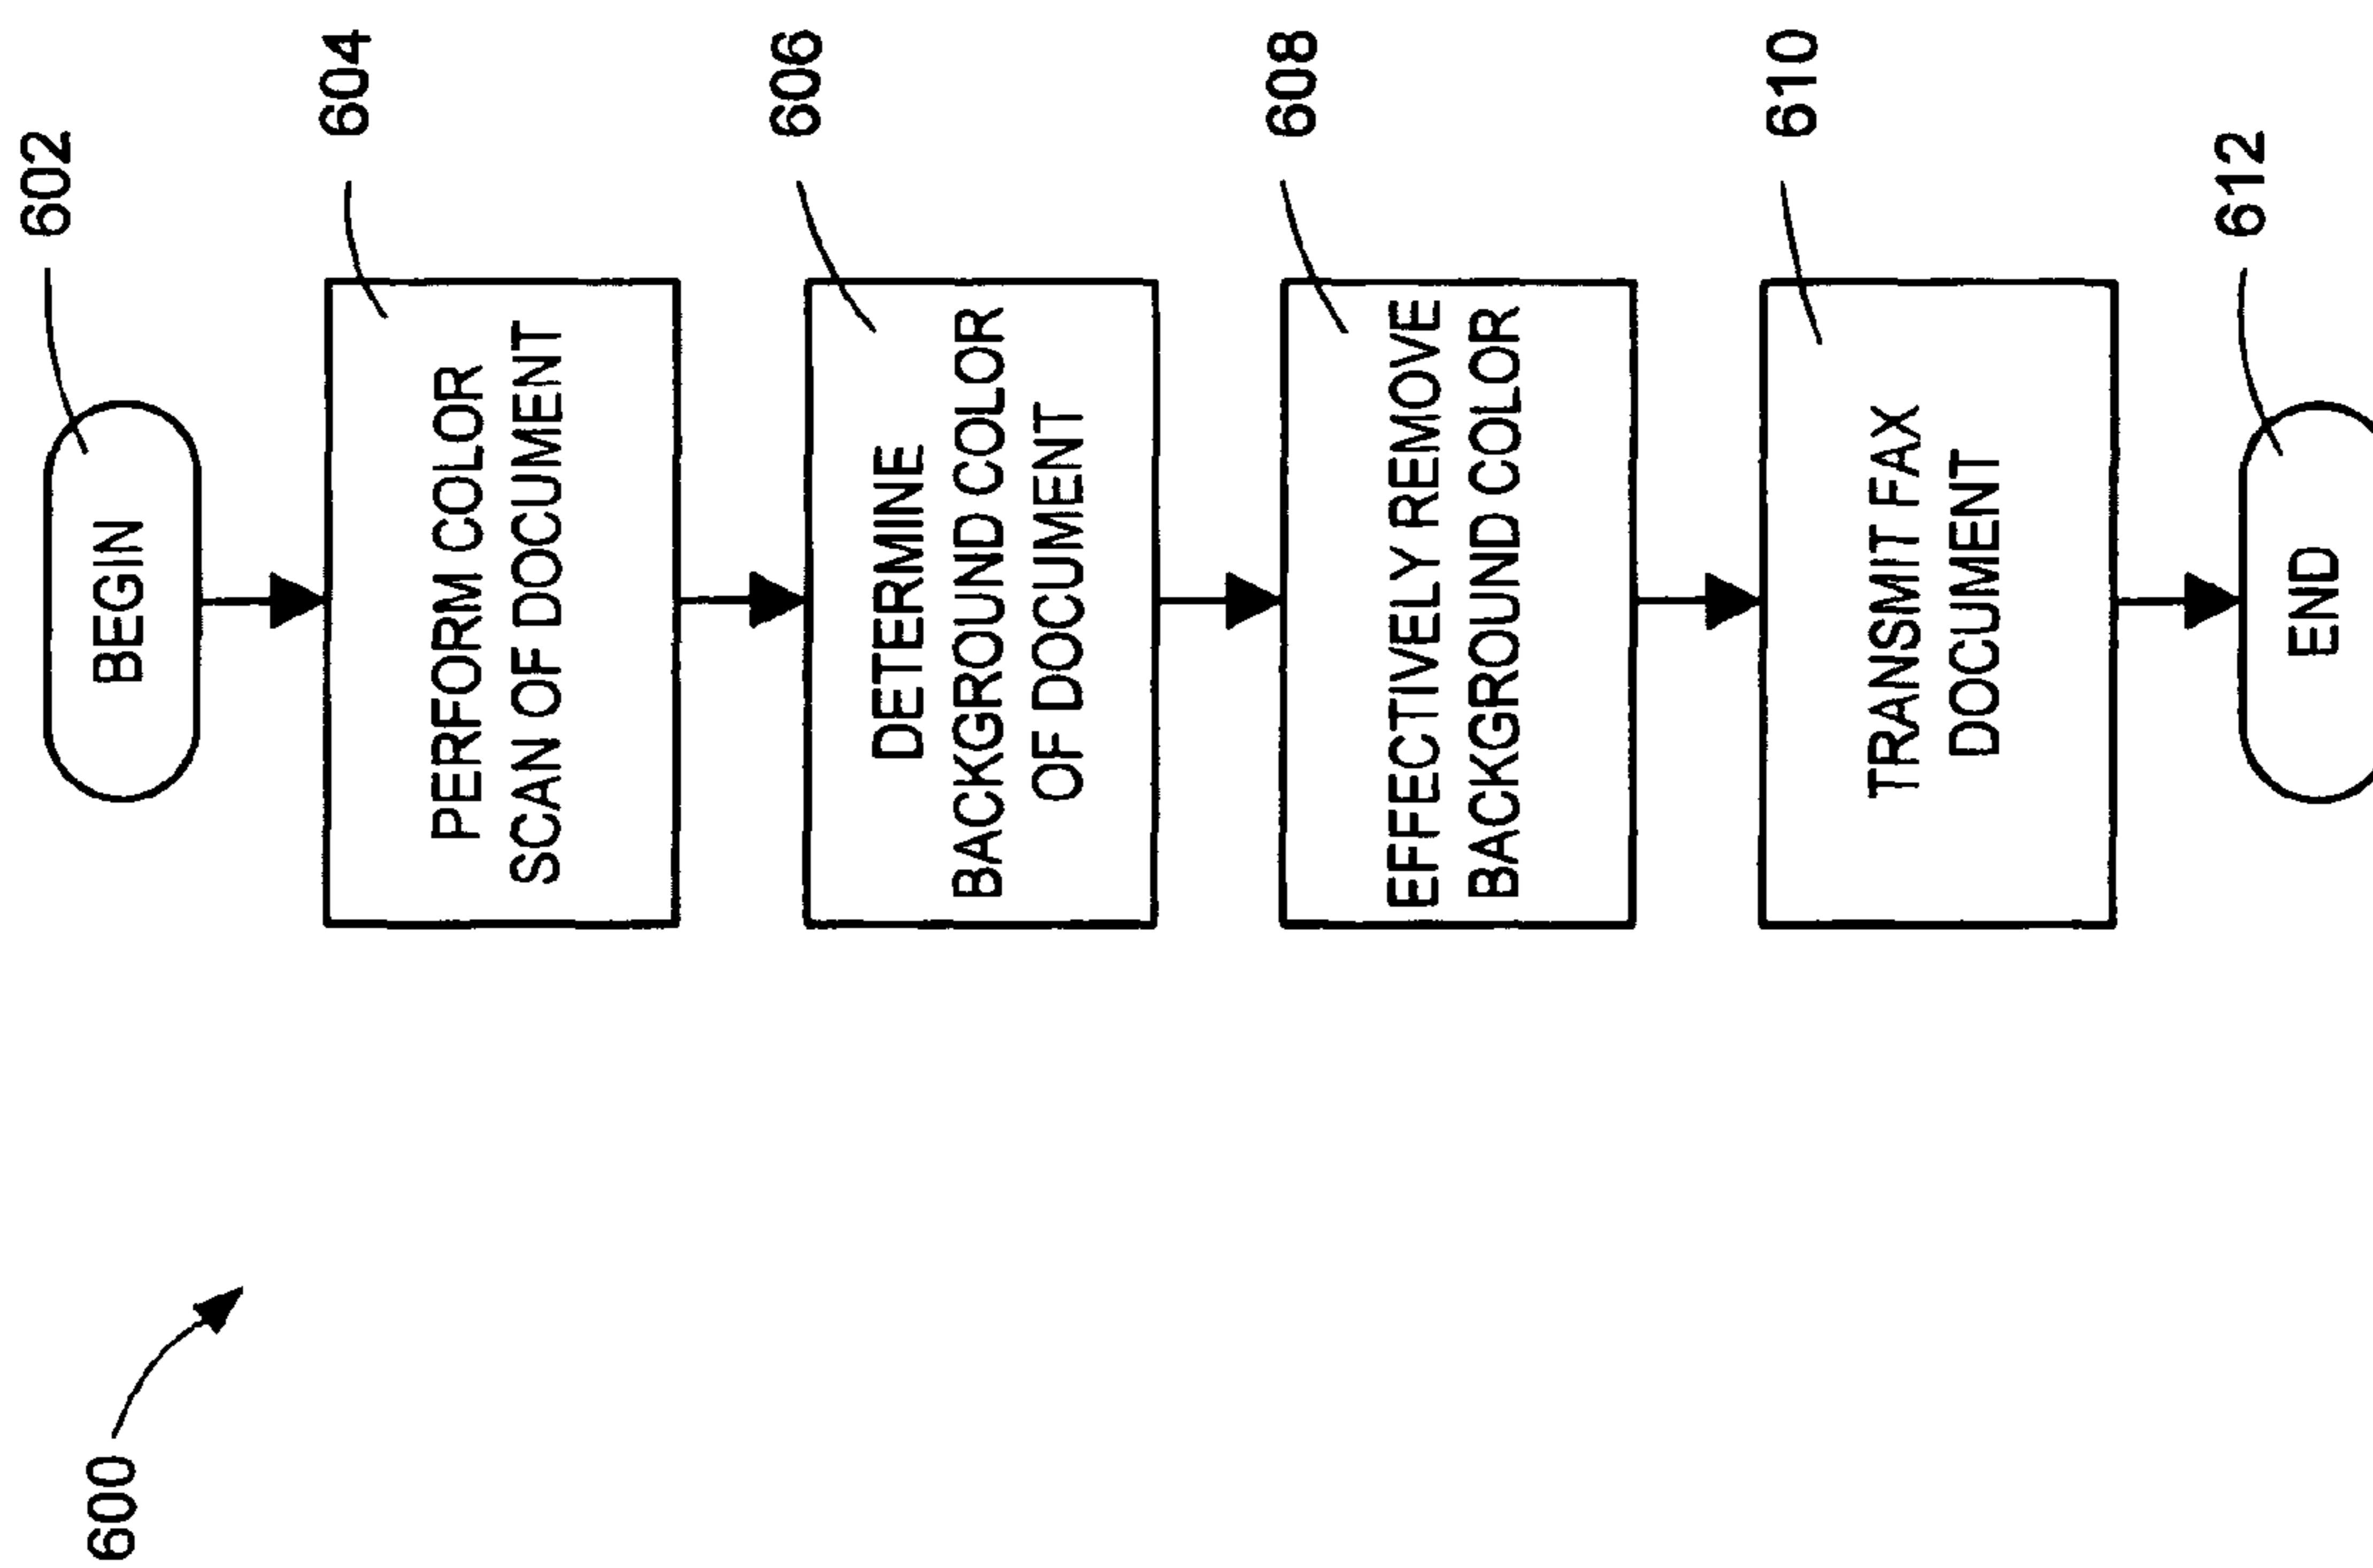 600
602
BEGIN
604
PERFORM COLOR
SCAN OF DOCUMENT
606
DETERMINE
BACKGROUND COLOR
OF DOCUMENT
608
EFFECTIVELY REMOVE
BACKGROUND COLOR
610
TRANSMIT FAX
DOCUMENT
612
END